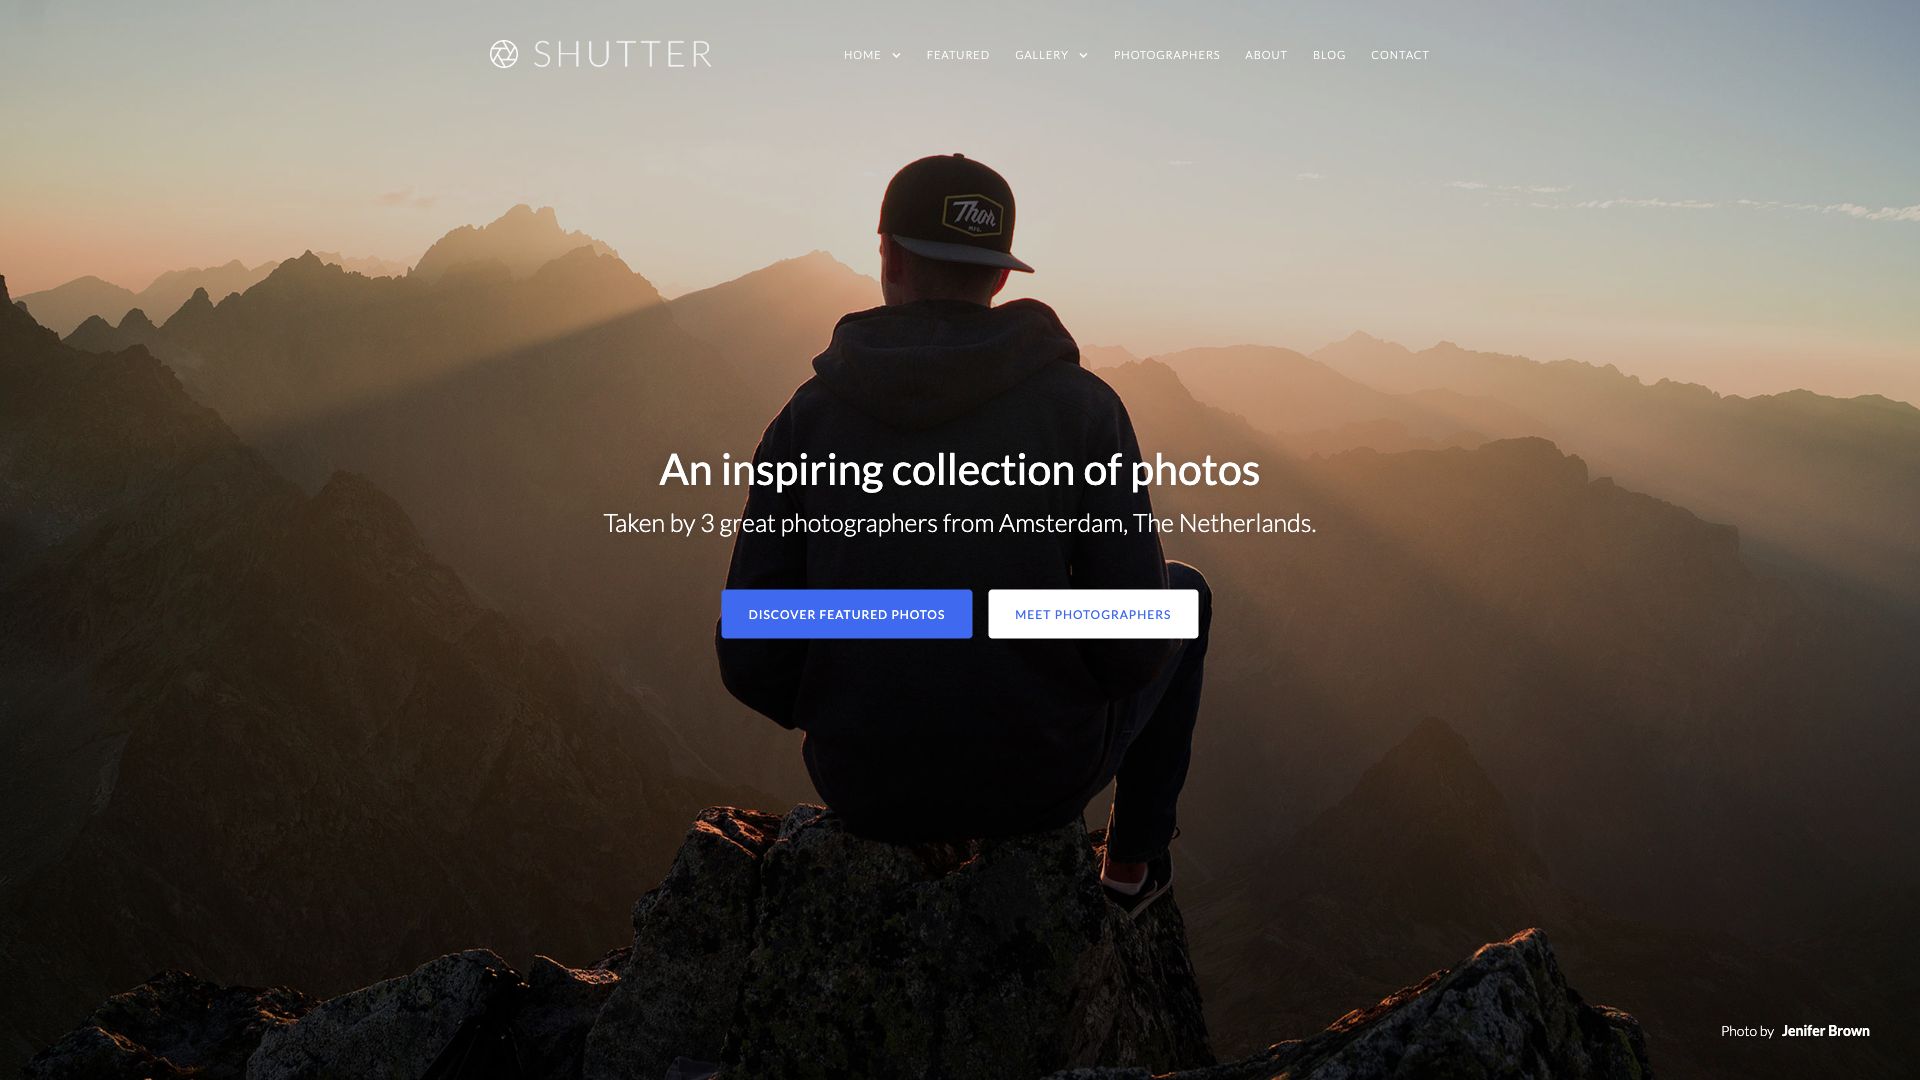 SHUTTER
HOME FEATURED GALLERY PHOTOGRAPHERS ABOUT BLOG CONTACT
Thor
MFG.
An inspiring collection of photos
Taken by 3 great photographers from Amsterdam, The Netherlands.
DISCOVER FEATURED PHOTOS MEET PHOTOGRAPHERS
Photo by Jenifer Brown